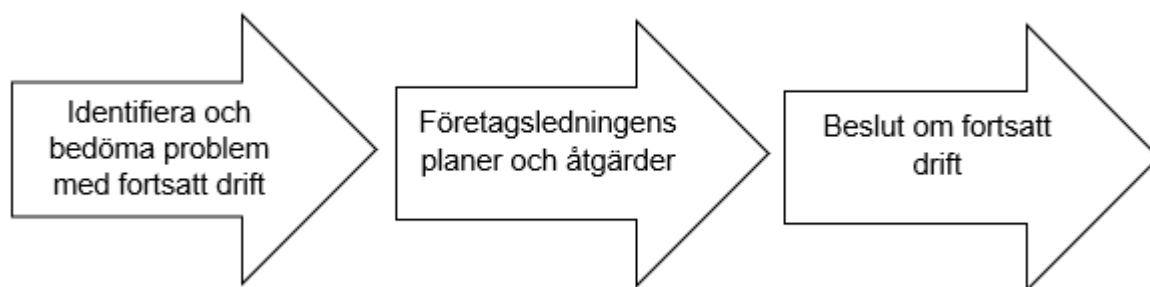 Identifiera och
bedöma problem
med fortsatt drift
Företagsledningens
planer och åtgärder
Beslut om fortsatt
drift